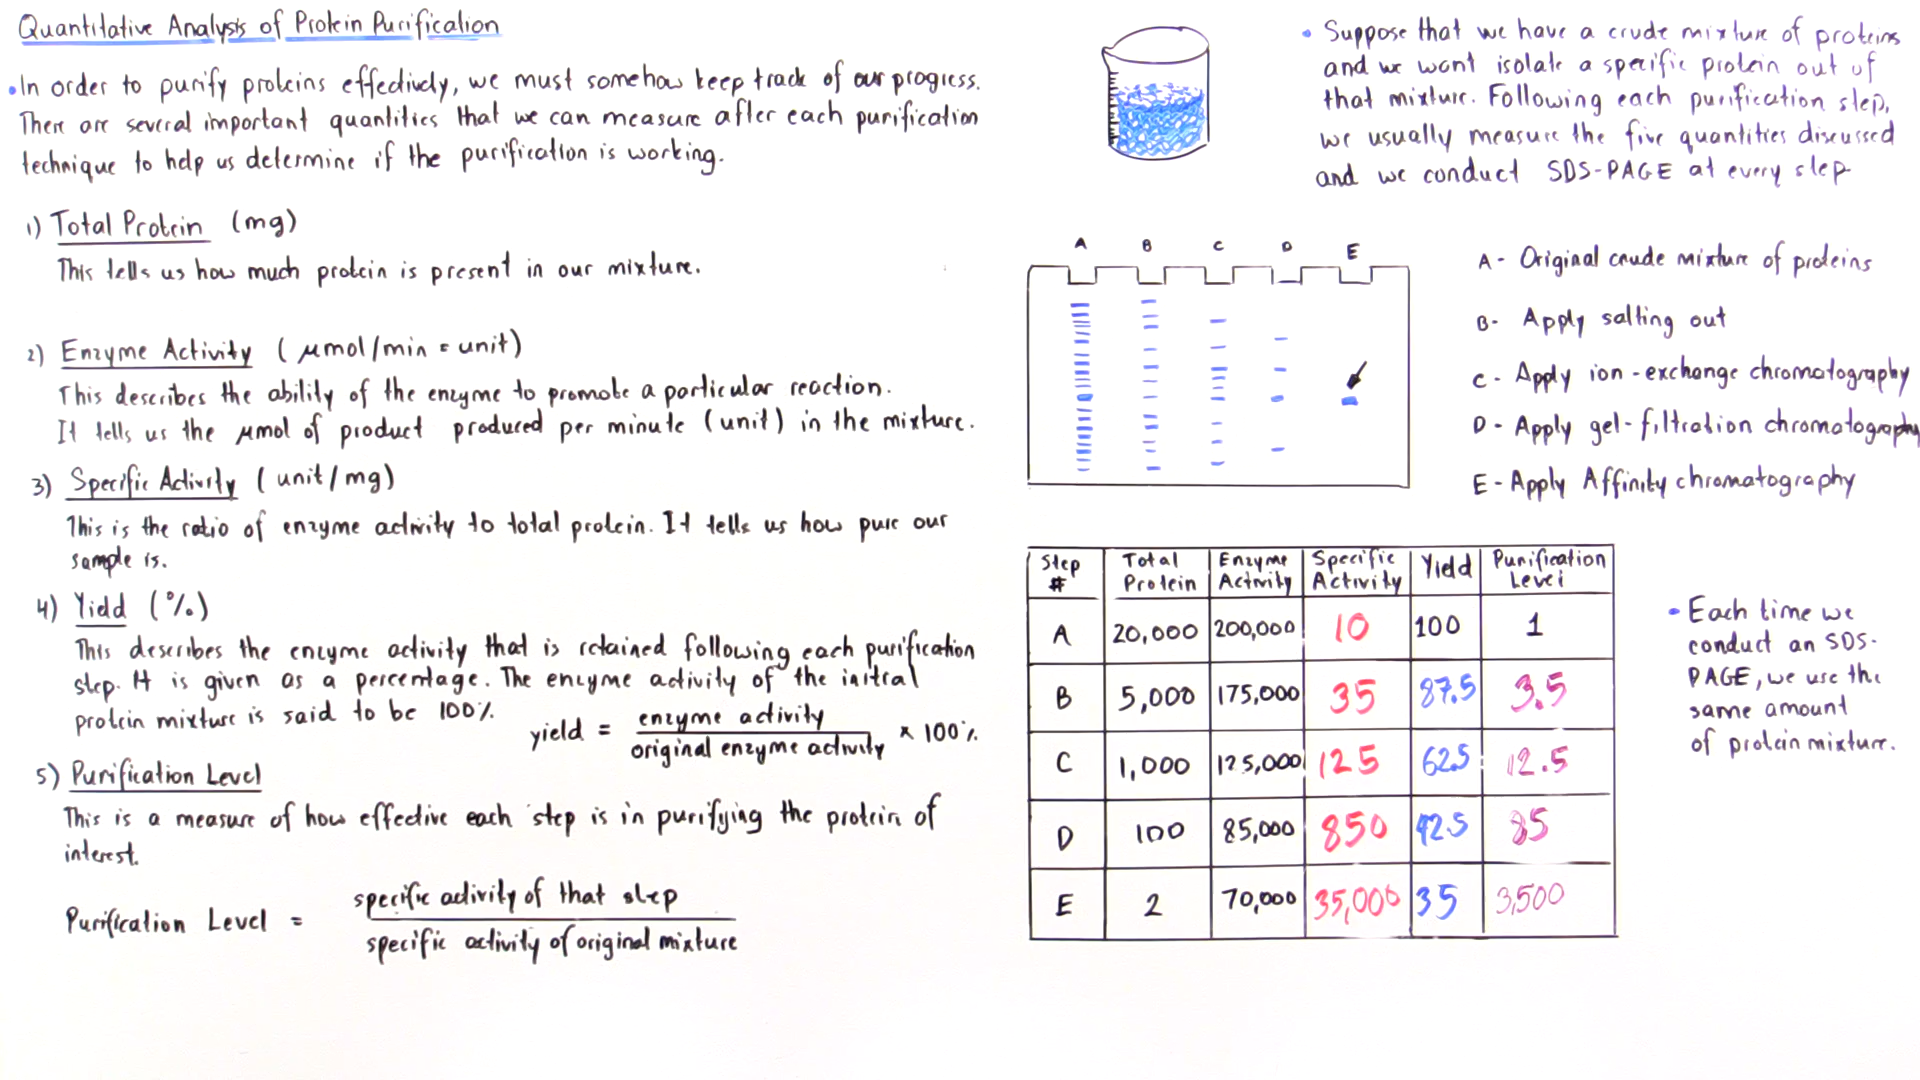 Quantitative Analysis of Protein Purification
• In order to purify proteins effectively, we must somehow keep track of our progress.
There are several important quantities that we can measure after each purification
technique to help us determine if the purification is working.
1) Total Protein (mg)
This tells us how much protein is present in our mixture.
2) Enzyme Activity (μmol/min = unit)
This describes the ability of the enzyme to promote a particular reaction.
It tells us the μmol of product produced per minute (unit) in the mixture.
3) Specific Activity (unit/mg)
This is the ratio of enzyme activity to total protein. It tells us how pure our
sample is.
4) Yield (%)
This describes the enzyme activity that is retained following each purification
step. It is given as a percentage. The enzyme activity of the initial
protein mixture is said to be 100%.
yield = enzyme activity / original enzyme activity × 100%
5) Purification Level
This is a measure of how effective each step is in purifying the protein of
interest.
Purification Level = specific activity of that step / specific activity of original mixture
• Suppose that we have a crude mixture of proteins
and we want isolate a specific protein out of
that mixture. Following each purification step,
we usually measure the five quantities discussed
and we conduct SDS-PAGE at every step
A B C D E
A - Original crude mixture of proteins
B - Apply salting out
C - Apply ion-exchange chromatography
D - Apply gel-filtration chromatography
E - Apply Affinity chromatography
Step # Total Protein Enzyme Activity Specific Activity Yield Purification Level
A 20,000 200,000 10 100 1
B 5,000 175,000 35 87.5 3.5
C 1,000 125,000 125 62.5 12.5
D 100 85,000 850 42.5 85
E 2 70,000 35,000 35 3,500
• Each time we
conduct an SDS-
PAGE, we use the
same amount
of protein mixture.